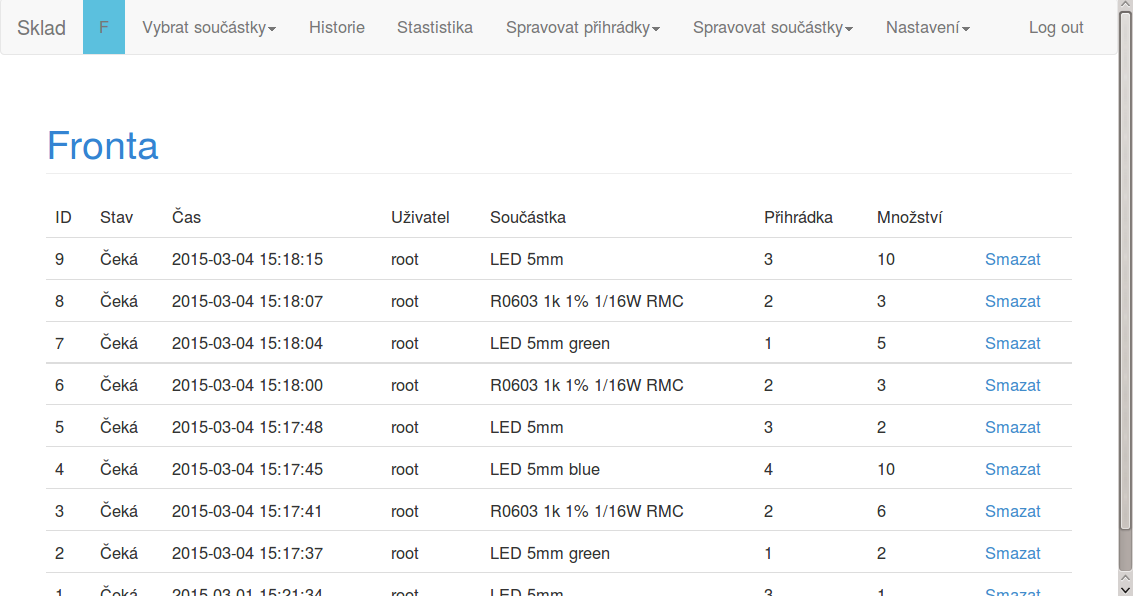 Sklad F Vybrat součástky Historie Stastistika Spravovat přihrádky Spravovat součástky Nastavení Log out
Fronta
ID Stav Čas Uživatel Součástka Přihrádka Množství
9 Čeká 2015-03-04 15:18:15 root LED 5mm 3 10 Smazat
8 Čeká 2015-03-04 15:18:07 root R0603 1k 1% 1/16W RMC 2 3 Smazat
7 Čeká 2015-03-04 15:18:04 root LED 5mm green 1 5 Smazat
6 Čeká 2015-03-04 15:18:00 root R0603 1k 1% 1/16W RMC 2 3 Smazat
5 Čeká 2015-03-04 15:17:48 root LED 5mm 3 2 Smazat
4 Čeká 2015-03-04 15:17:45 root LED 5mm blue 4 10 Smazat
3 Čeká 2015-03-04 15:17:41 root R0603 1k 1% 1/16W RMC 2 6 Smazat
2 Čeká 2015-03-04 15:17:37 root LED 5mm green 1 2 Smazat
1 Čeká 2015-03-01 15:21:34 root LED 5mm 3 1 Smazat